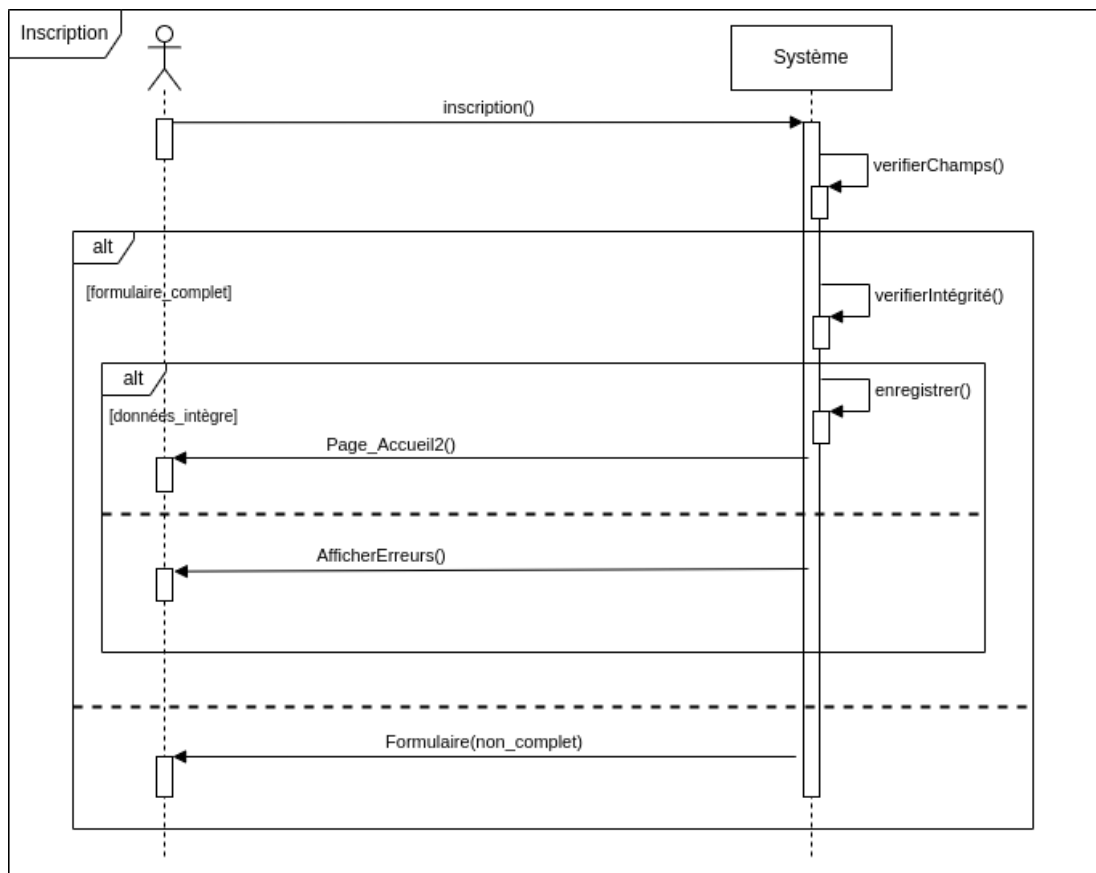 Inscription
Système
inscription()
verifierChamps()
alt
[formulaire_complet]
verifierIntégrité()
alt
enregistrer()
[données_intègre]
Page_Accueil2()
AfficherErreurs()
Formulaire(non_complet)